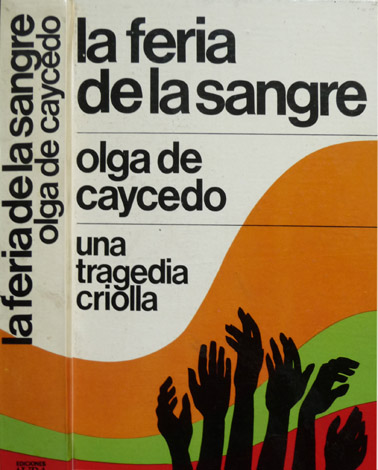 la feria
de la sangre
olga de
caycedo
una
tragedia
criolla
la feria de la sangre
olga de caycedo
EDICIONES